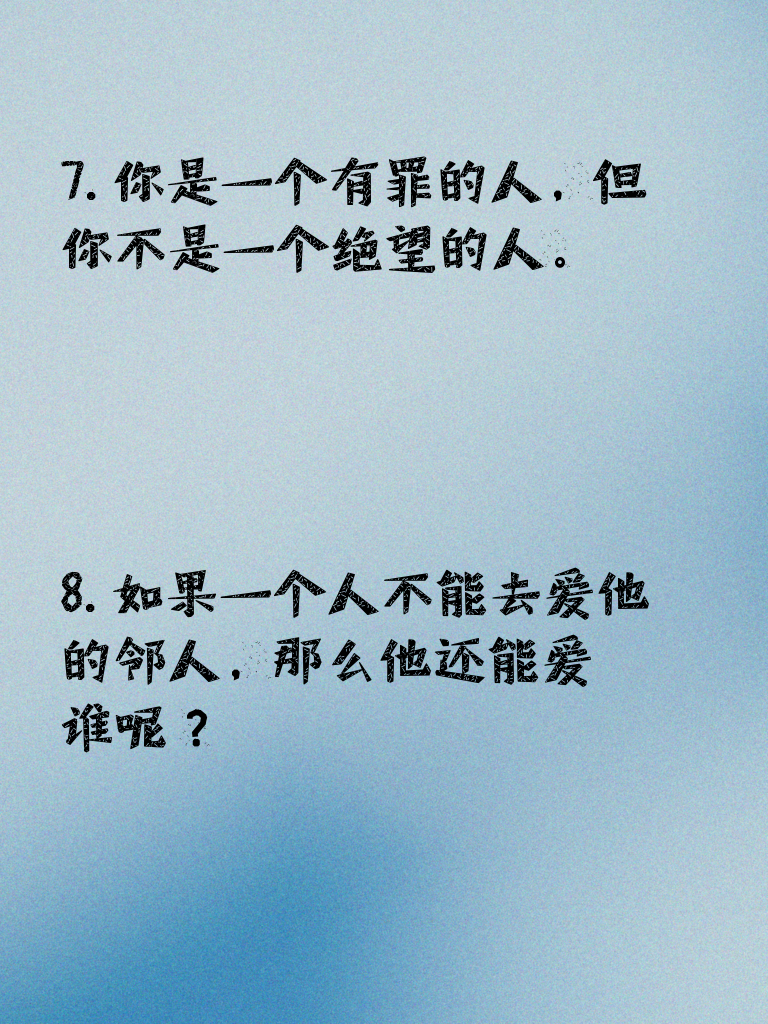 7. 你是一个有罪的人，但
你不是一个绝望的人。
8. 如果一个人不能去爱他
的邻人，那么他还能爱
谁呢？